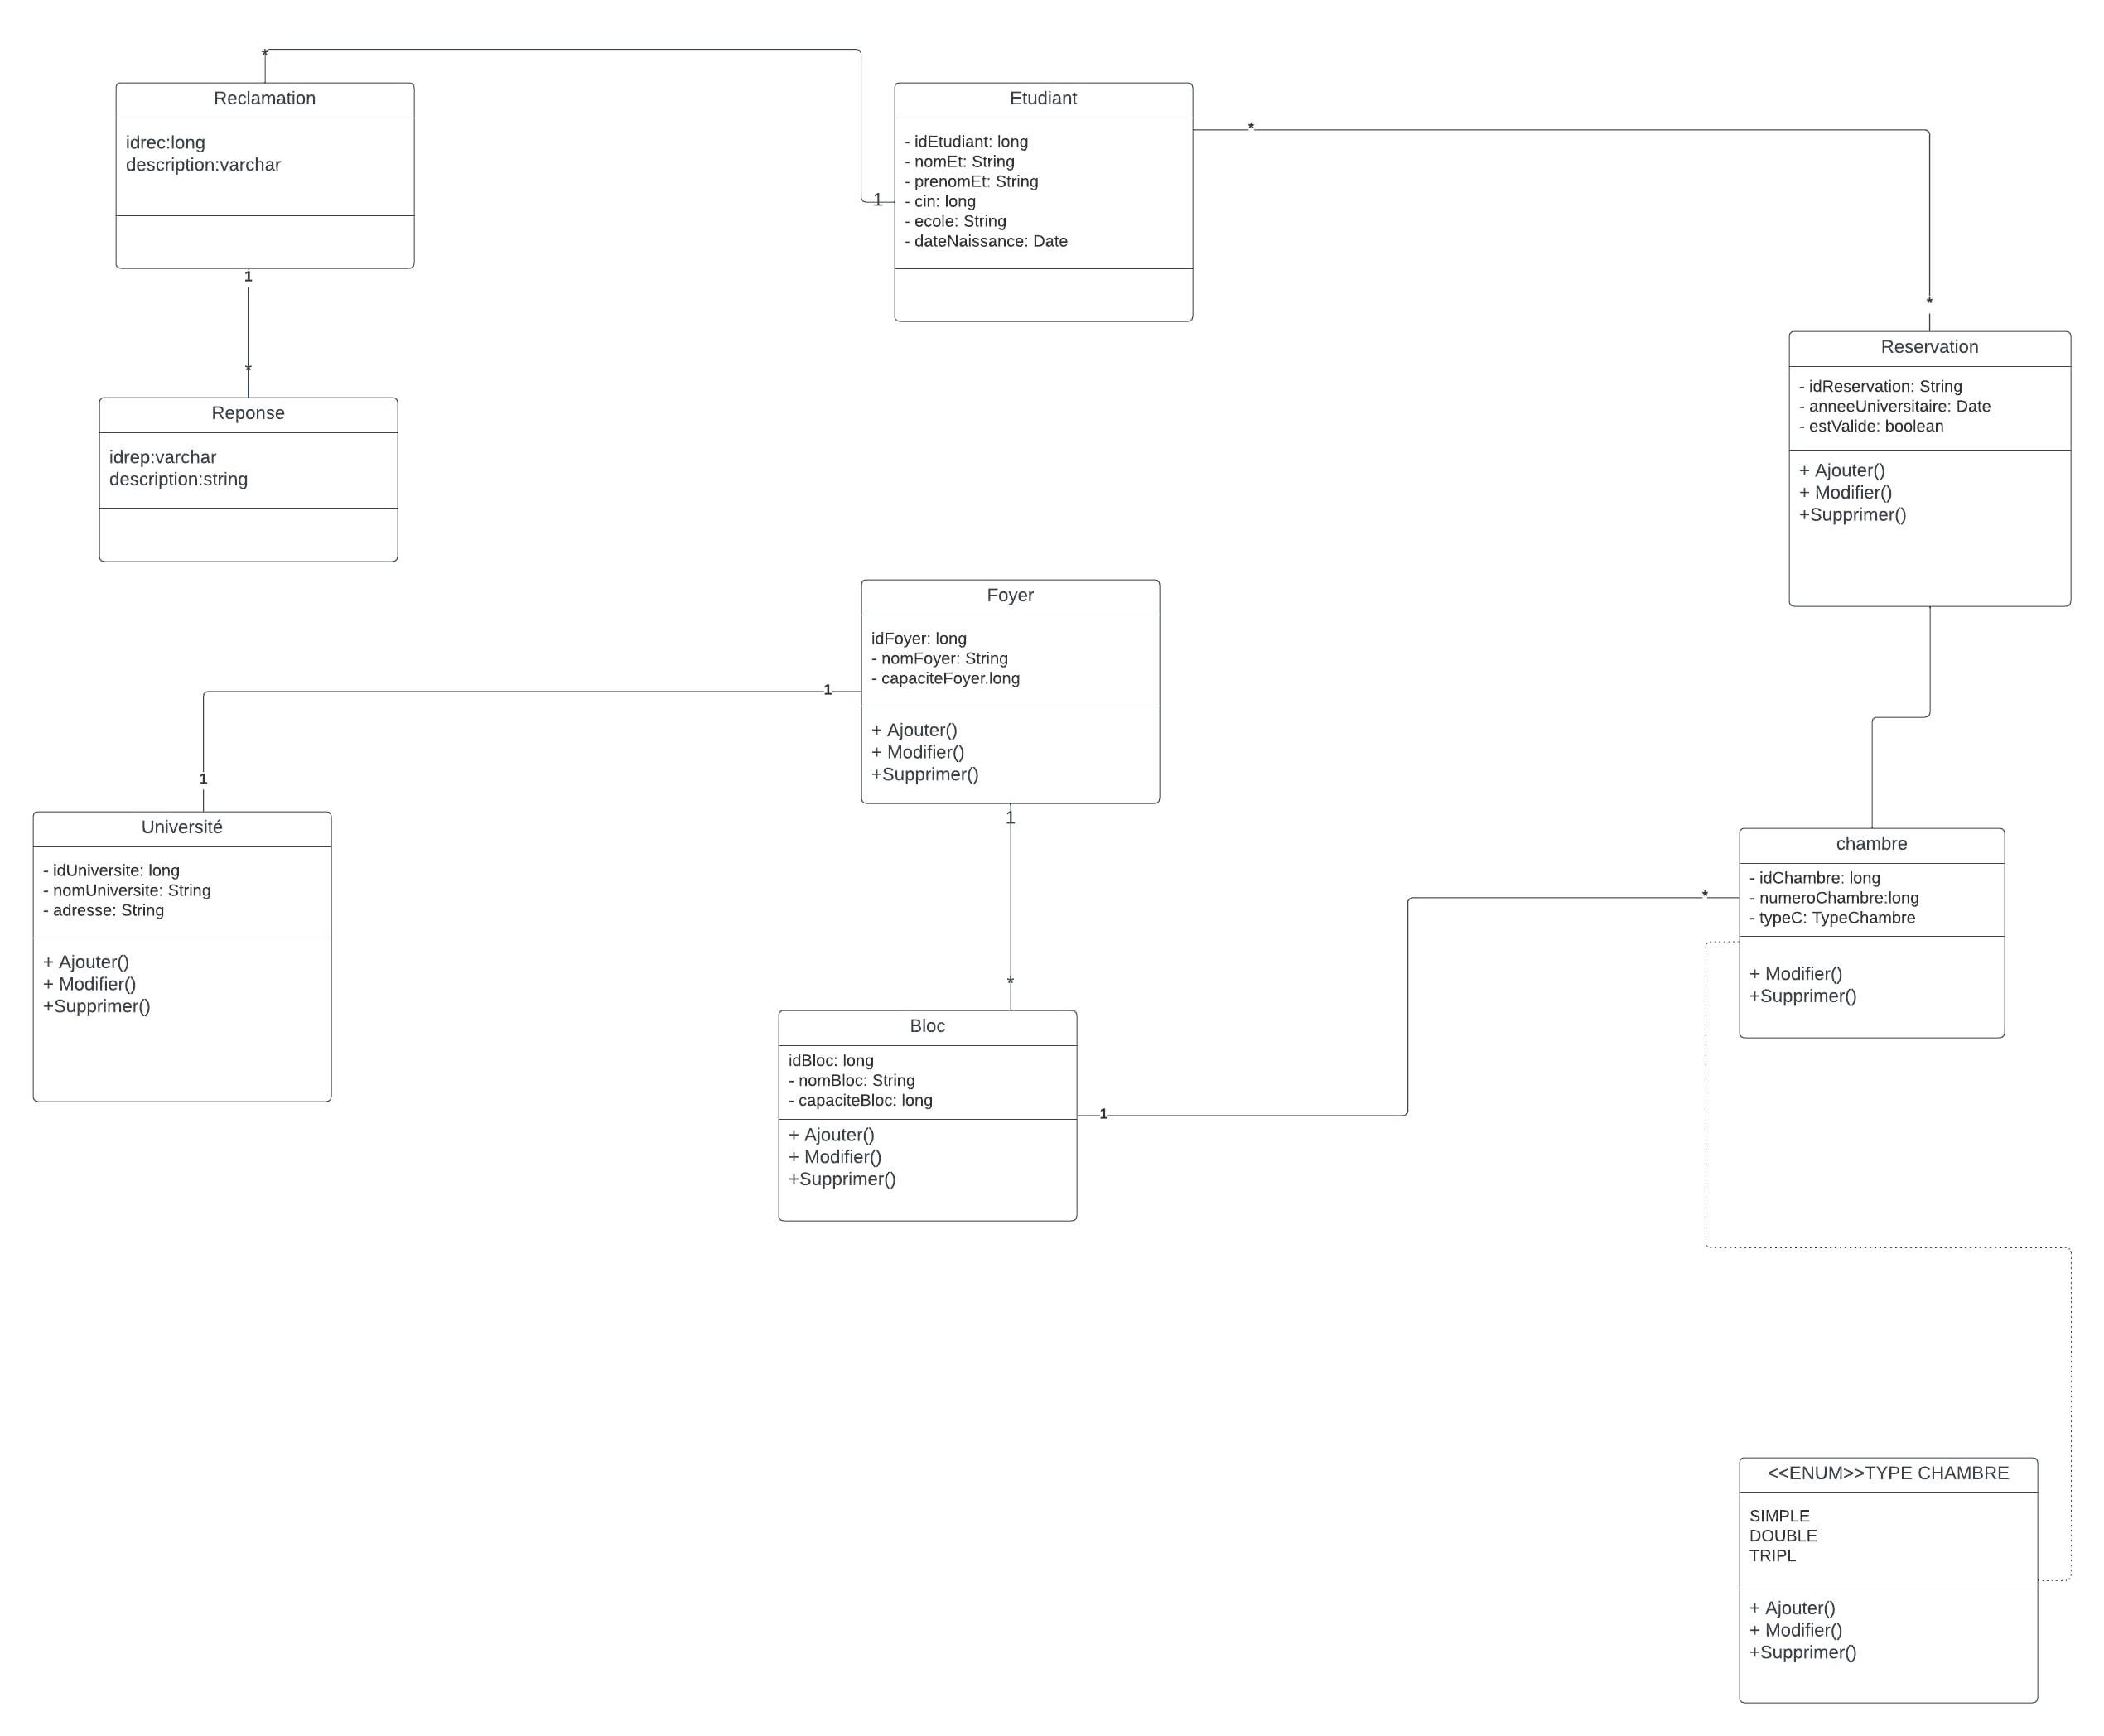 *
Reclamation
idrec:long
description:varchar
1
*
Reponse
idrep:varchar
description:string
Etudiant
- idEtudiant: long
- nomEt: String
- prenomEt: String
- cin: long
- ecole: String
- dateNaissance: Date
1
*
*
Reservation
- idReservation: String
- anneeUniversitaire: Date
- estValide: boolean
+ Ajouter()
+ Modifier()
+Supprimer()
Foyer
idFoyer: long
- nomFoyer: String
- capaciteFoyer.long
+ Ajouter()
+ Modifier()
+Supprimer()
1
1
Université
- idUniversite: long
- nomUniversite: String
- adresse: String
+ Ajouter()
+ Modifier()
+Supprimer()
1
*
Bloc
idBloc: long
- nomBloc: String
- capaciteBloc: long
+ Ajouter()
+ Modifier()
+Supprimer()
1
*
chambre
- idChambre: long
- numeroChambre:long
- typeC: TypeChambre
+ Modifier()
+Supprimer()
<<ENUM>>TYPE CHAMBRE
SIMPLE
DOUBLE
TRIPL
+ Ajouter()
+ Modifier()
+Supprimer()